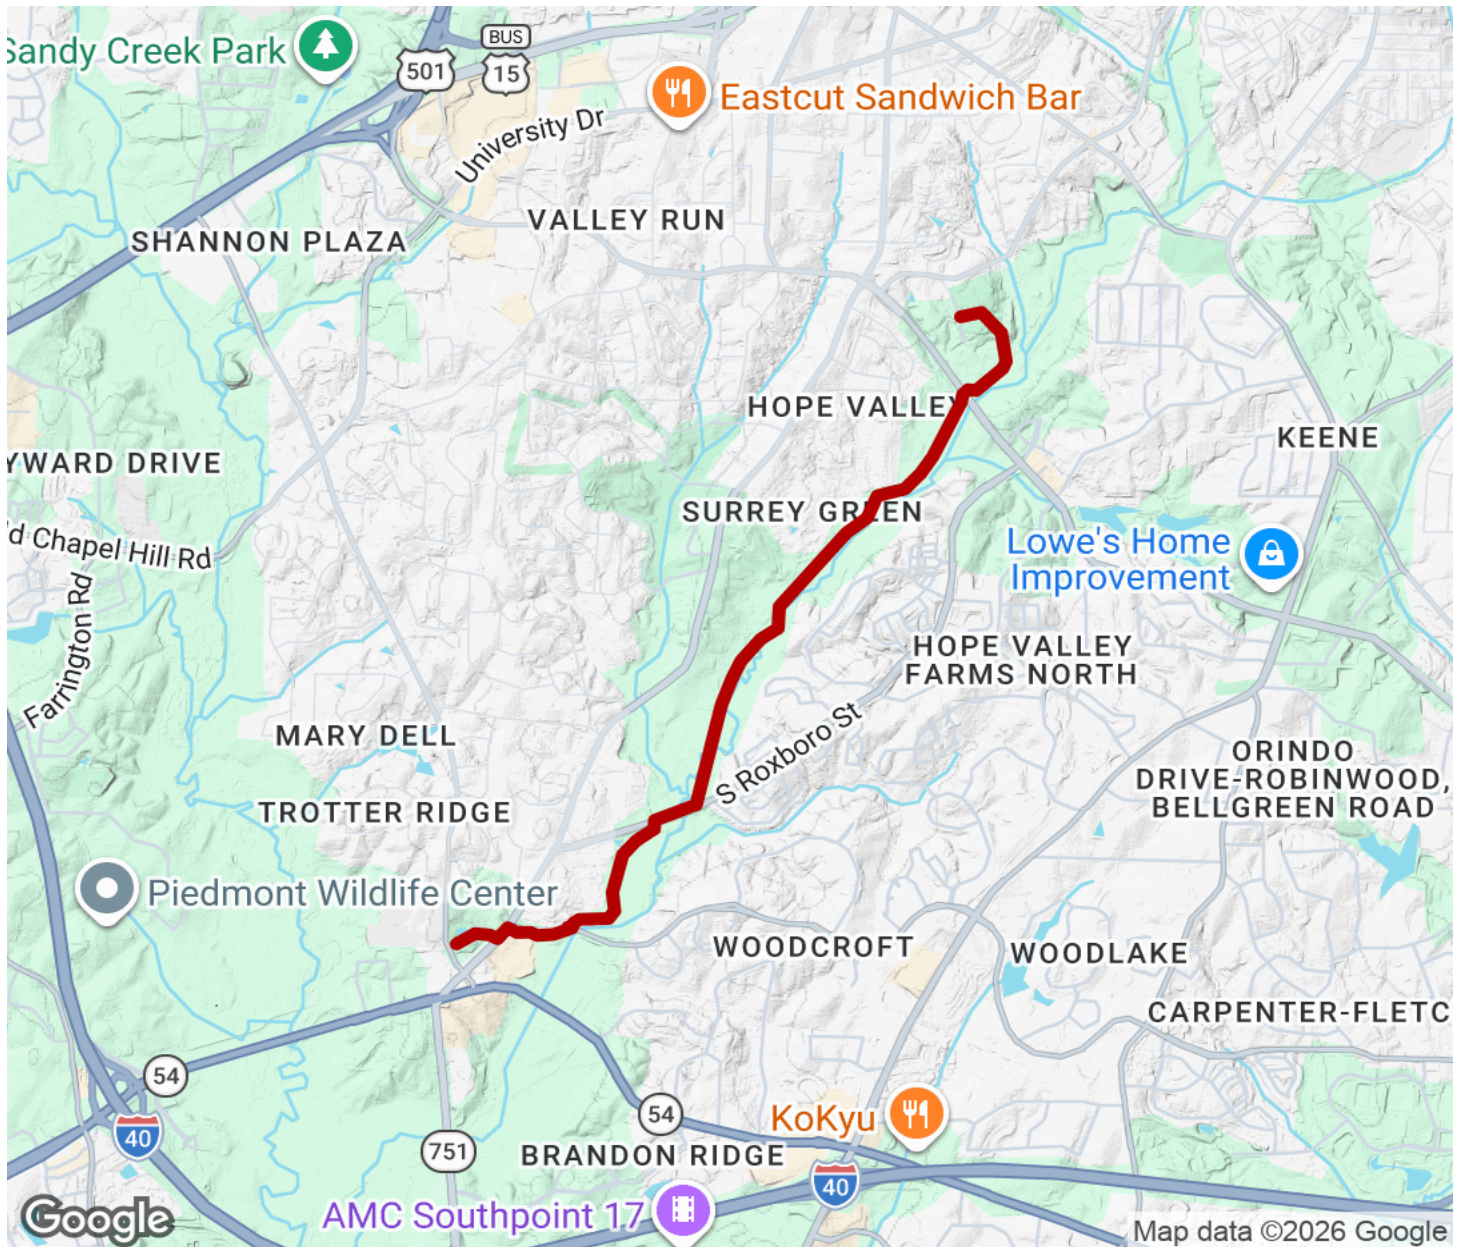 Sandy Creek Park
501
BUS
15
Eastcut Sandwich Bar
University Dr
VALLEY RUN
SHANNON PLAZA
HOPE VALLEY
KEENE
YWARD DRIVE
SURREY GREEN
d Chapel Hill Rd
Lowe's Home
Improvement
Farrington Rd
HOPE VALLEY
FARMS NORTH
MARY DELL
S Roxboro St
ORINDO
DRIVE-ROBINWOOD,
BELLGREEN ROAD
TROTTER RIDGE
Piedmont Wildlife Center
WOODCROFT
WOODLAKE
CARPENTER-FLETC
54
54
40
KoKyu
751
BRANDON RIDGE
40
AMC Southpoint 17
Google
Map data ©2026 Google